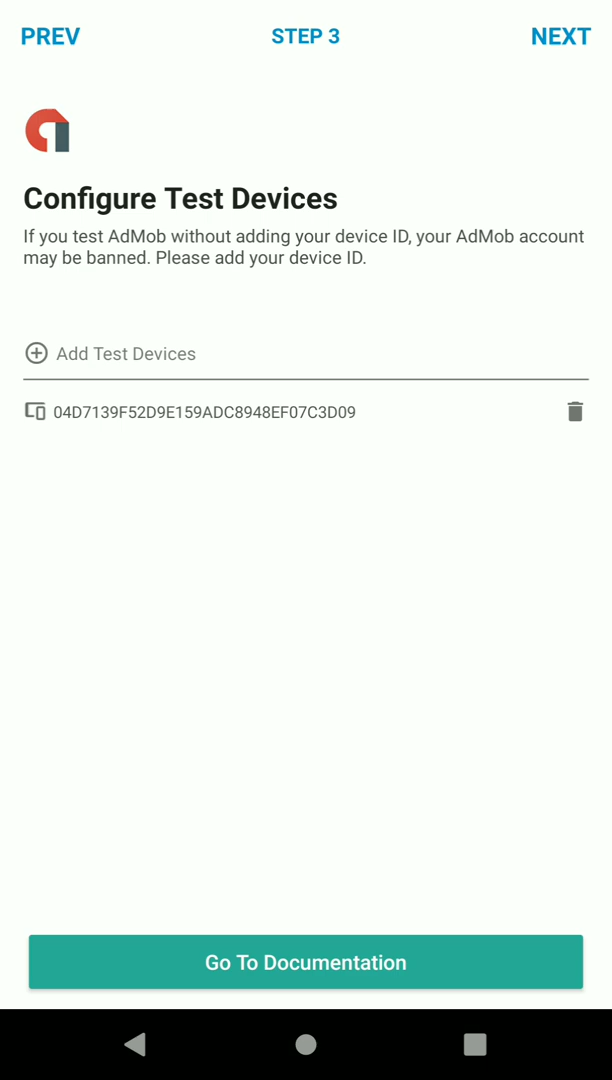 PREV STEP 3 NEXT
Configure Test Devices
If you test AdMob without adding your device ID, your AdMob account
may be banned. Please add your device ID.
Add Test Devices
04D7139F52D9E159ADC8948EF07C3D09
Go To Documentation